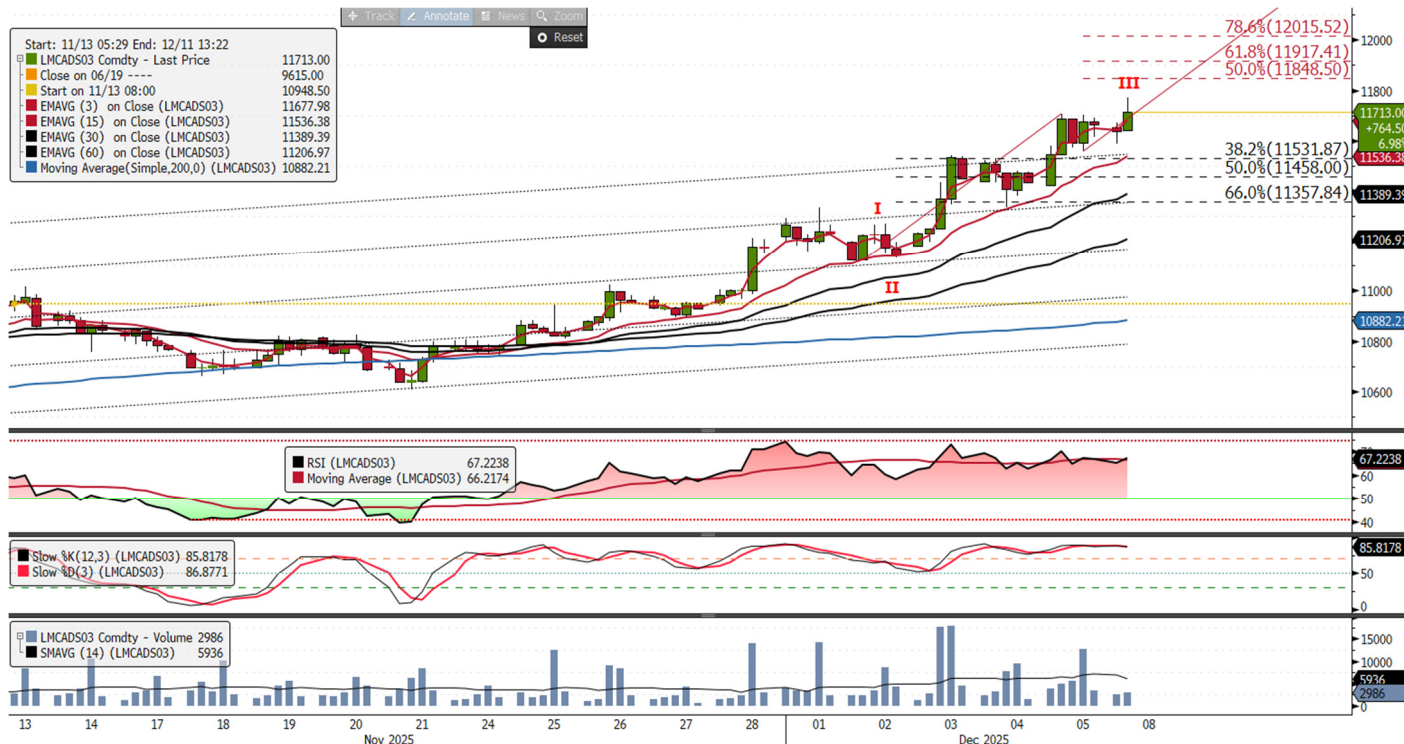 Track Annotate News Zoom
Reset
Start: 11/13 05:29 End: 12/11 13:22
LMCADS03 Comdty - Last Price 11713.00
Close on 06/19 ---- 9615.00
Start on 11/13 08:00 10948.50
EMAVG (3) on Close (LMCADS03) 11677.98
EMAVG (15) on Close (LMCADS03) 11536.38
EMAVG (30) on Close (LMCADS03) 11389.39
EMAVG (60) on Close (LMCADS03) 11206.97
Moving Average(Simple,200,0) (LMCADS03) 10882.21
78.6%(12015.52)
61.8%(11917.41)
50.0%(11848.50)
III
38.2%(11531.87)
50.0%(11458.00)
66.0%(11357.84)
I
II
12000
11800
11713.00
+764.50
6.98%
11536.38
11389.39
11206.97
11000
10882.21
10800
10600
RSI (LMCADS03) 67.2238
Moving Average (LMCADS03) 66.2174
67.2238
60
50
40
Slow %K(12,3) (LMCADS03) 85.8178
Slow %D(3) (LMCADS03) 86.8771
85.8178
50
0
LMCADS03 Comdty - Volume 2986
SMAVG (14) (LMCADS03) 5936
15000
10000
5936
2986
0
13 14 17 18 19 20 21 24 25 26 27 28 01 02 03 04 05 08
Nov 2025 Dec 2025